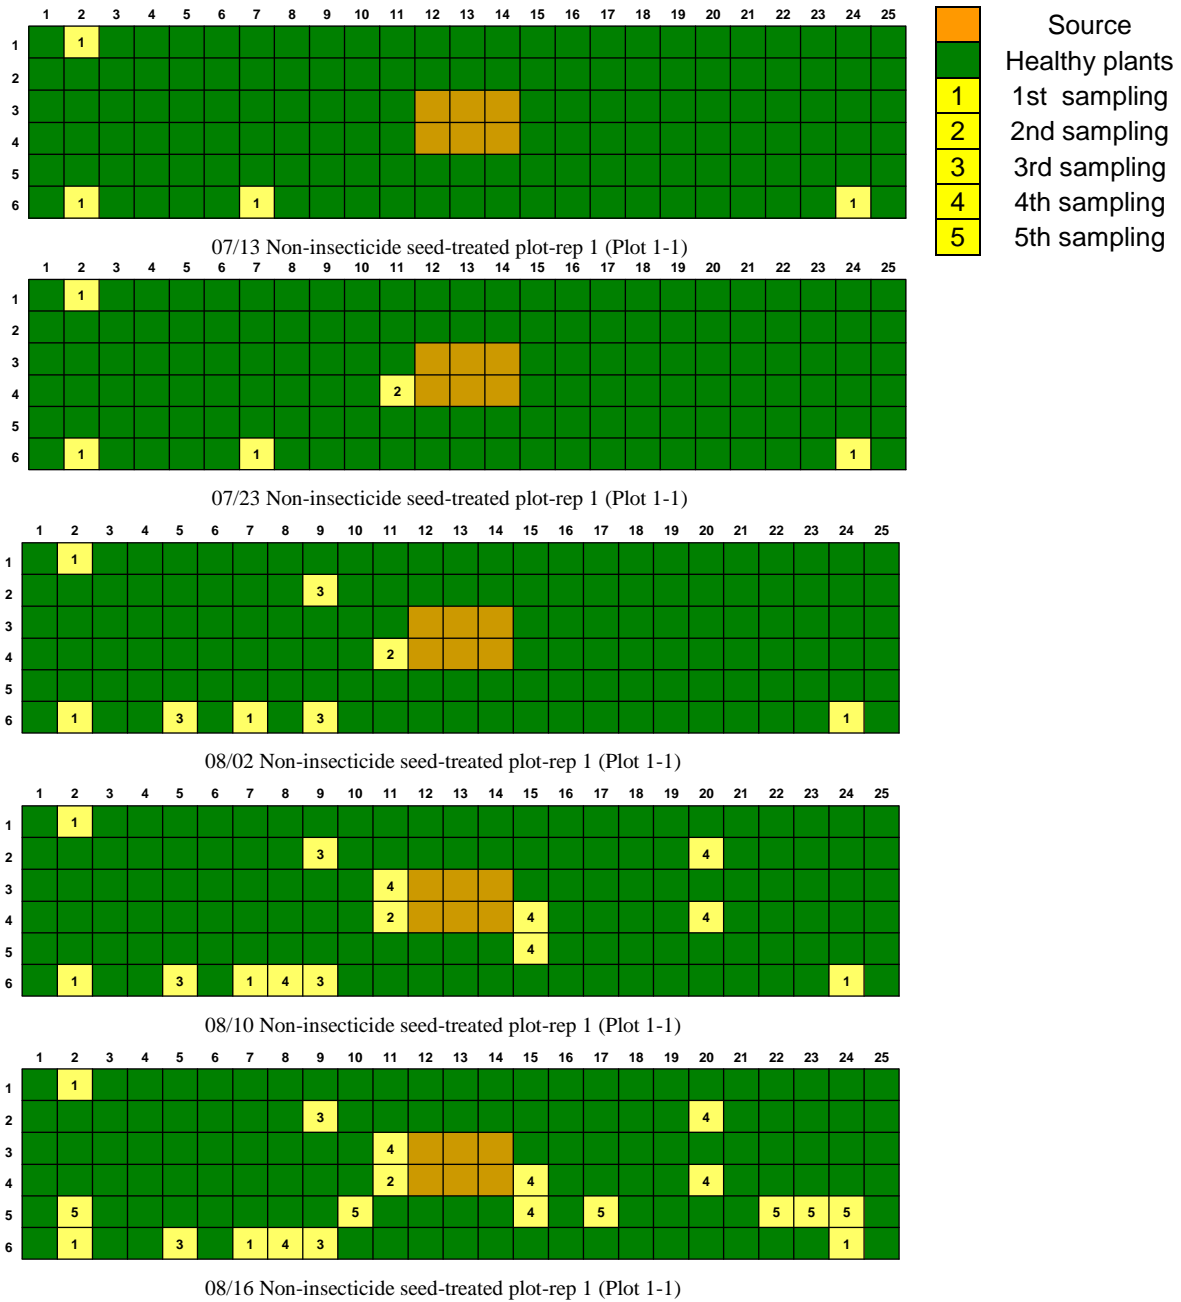 1 2 3 4 5 6 7 8 9 10 11 12 13 14 15 16 17 18 19 20 21 22 23 24 25
1 1
2
3
4
5
6 1 1 1
07/13 Non-insecticide seed-treated plot-rep 1 (Plot 1-1)
Source
Healthy plants
1 1st sampling
2 2nd sampling
3 3rd sampling
4 4th sampling
5 5th sampling
1 2 3 4 5 6 7 8 9 10 11 12 13 14 15 16 17 18 19 20 21 22 23 24 25
1 1
2
3
4 2
5
6 1 1 1
07/23 Non-insecticide seed-treated plot-rep 1 (Plot 1-1)
1 2 3 4 5 6 7 8 9 10 11 12 13 14 15 16 17 18 19 20 21 22 23 24 25
1 1
2 3
3
4 2
5
6 1 3 1 3 1
08/02 Non-insecticide seed-treated plot-rep 1 (Plot 1-1)
1 2 3 4 5 6 7 8 9 10 11 12 13 14 15 16 17 18 19 20 21 22 23 24 25
1 1
2 3 4
3 4
4 2 4 4
5 4
6 1 3 1 4 3 1
08/10 Non-insecticide seed-treated plot-rep 1 (Plot 1-1)
1 2 3 4 5 6 7 8 9 10 11 12 13 14 15 16 17 18 19 20 21 22 23 24 25
1 1
2 3 4
3 4
4 2 4 4
5 5 5 4 5 5 5 5
6 1 3 1 4 3 1
08/16 Non-insecticide seed-treated plot-rep 1 (Plot 1-1)